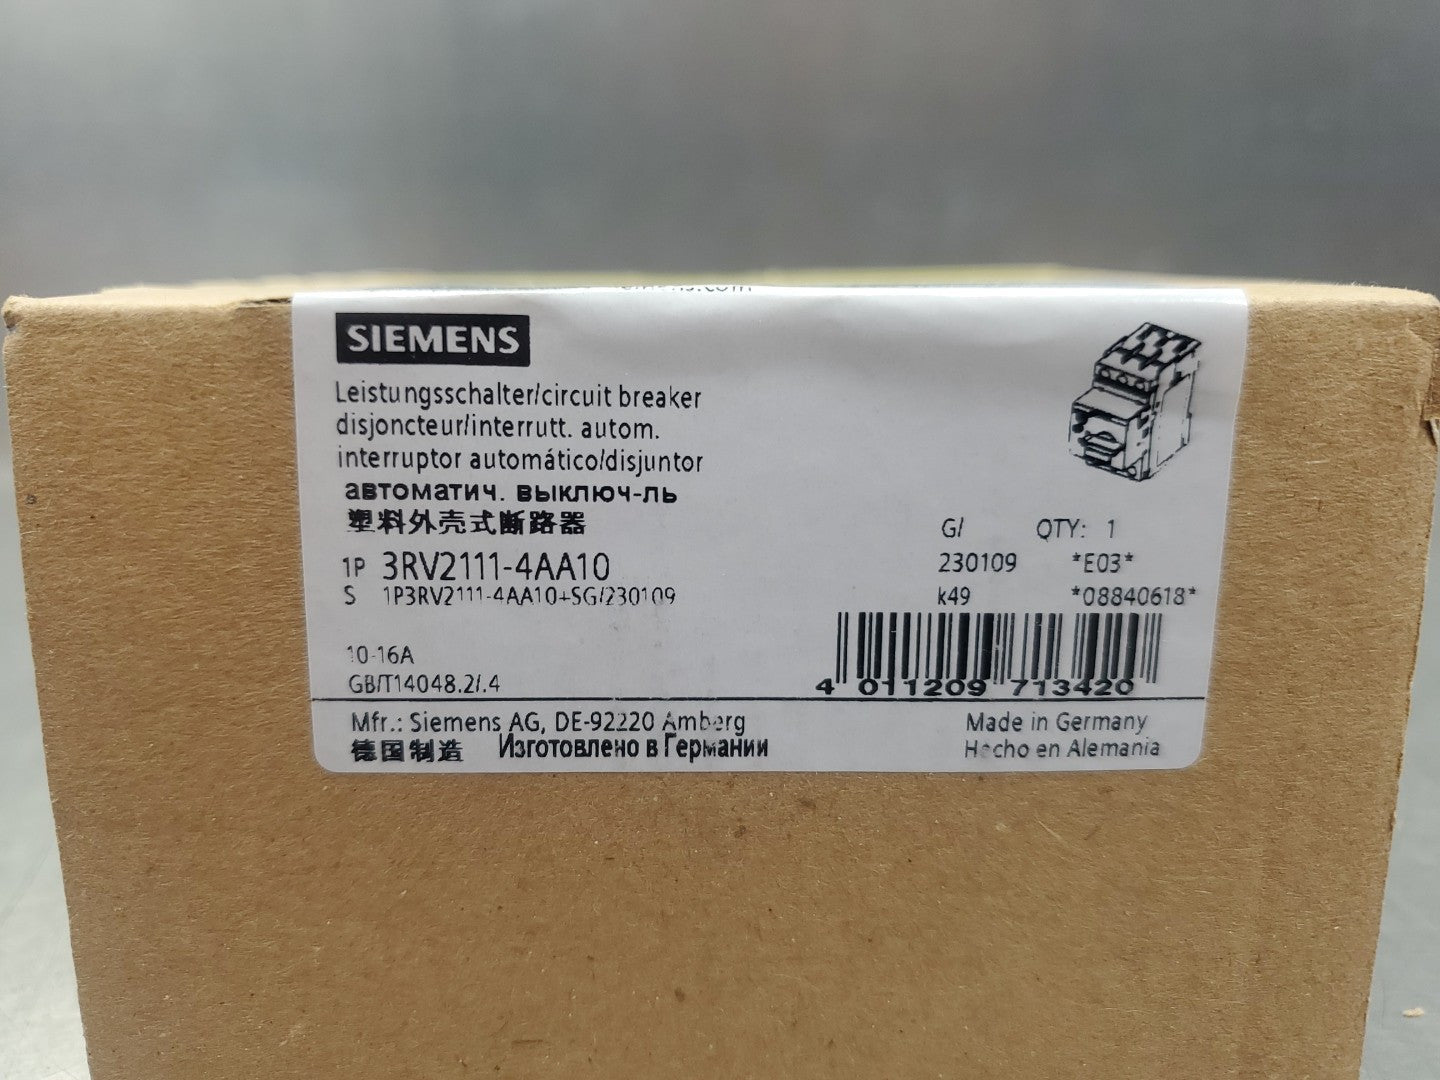 SIEMENS
Leistungsschalter/circuit breaker
disjoncteur/interrutt. autom.
interruptor automático/disjuntor
автоматич. выключ-ль
塑料外壳式断路器
G/ QTY: 1
1P 3RV2111-4AA10
230109 *E03*
S 1P3RV2111-4AA10+SG/230109
k49 *08840618*
10-16A
GB/T14048.2/.4
4 011209 713420
Mfr.: Siemens AG, DE-92220 Amberg
Made in Germany
德国制造 Изготовлено в Германии
Hecho en Alemania